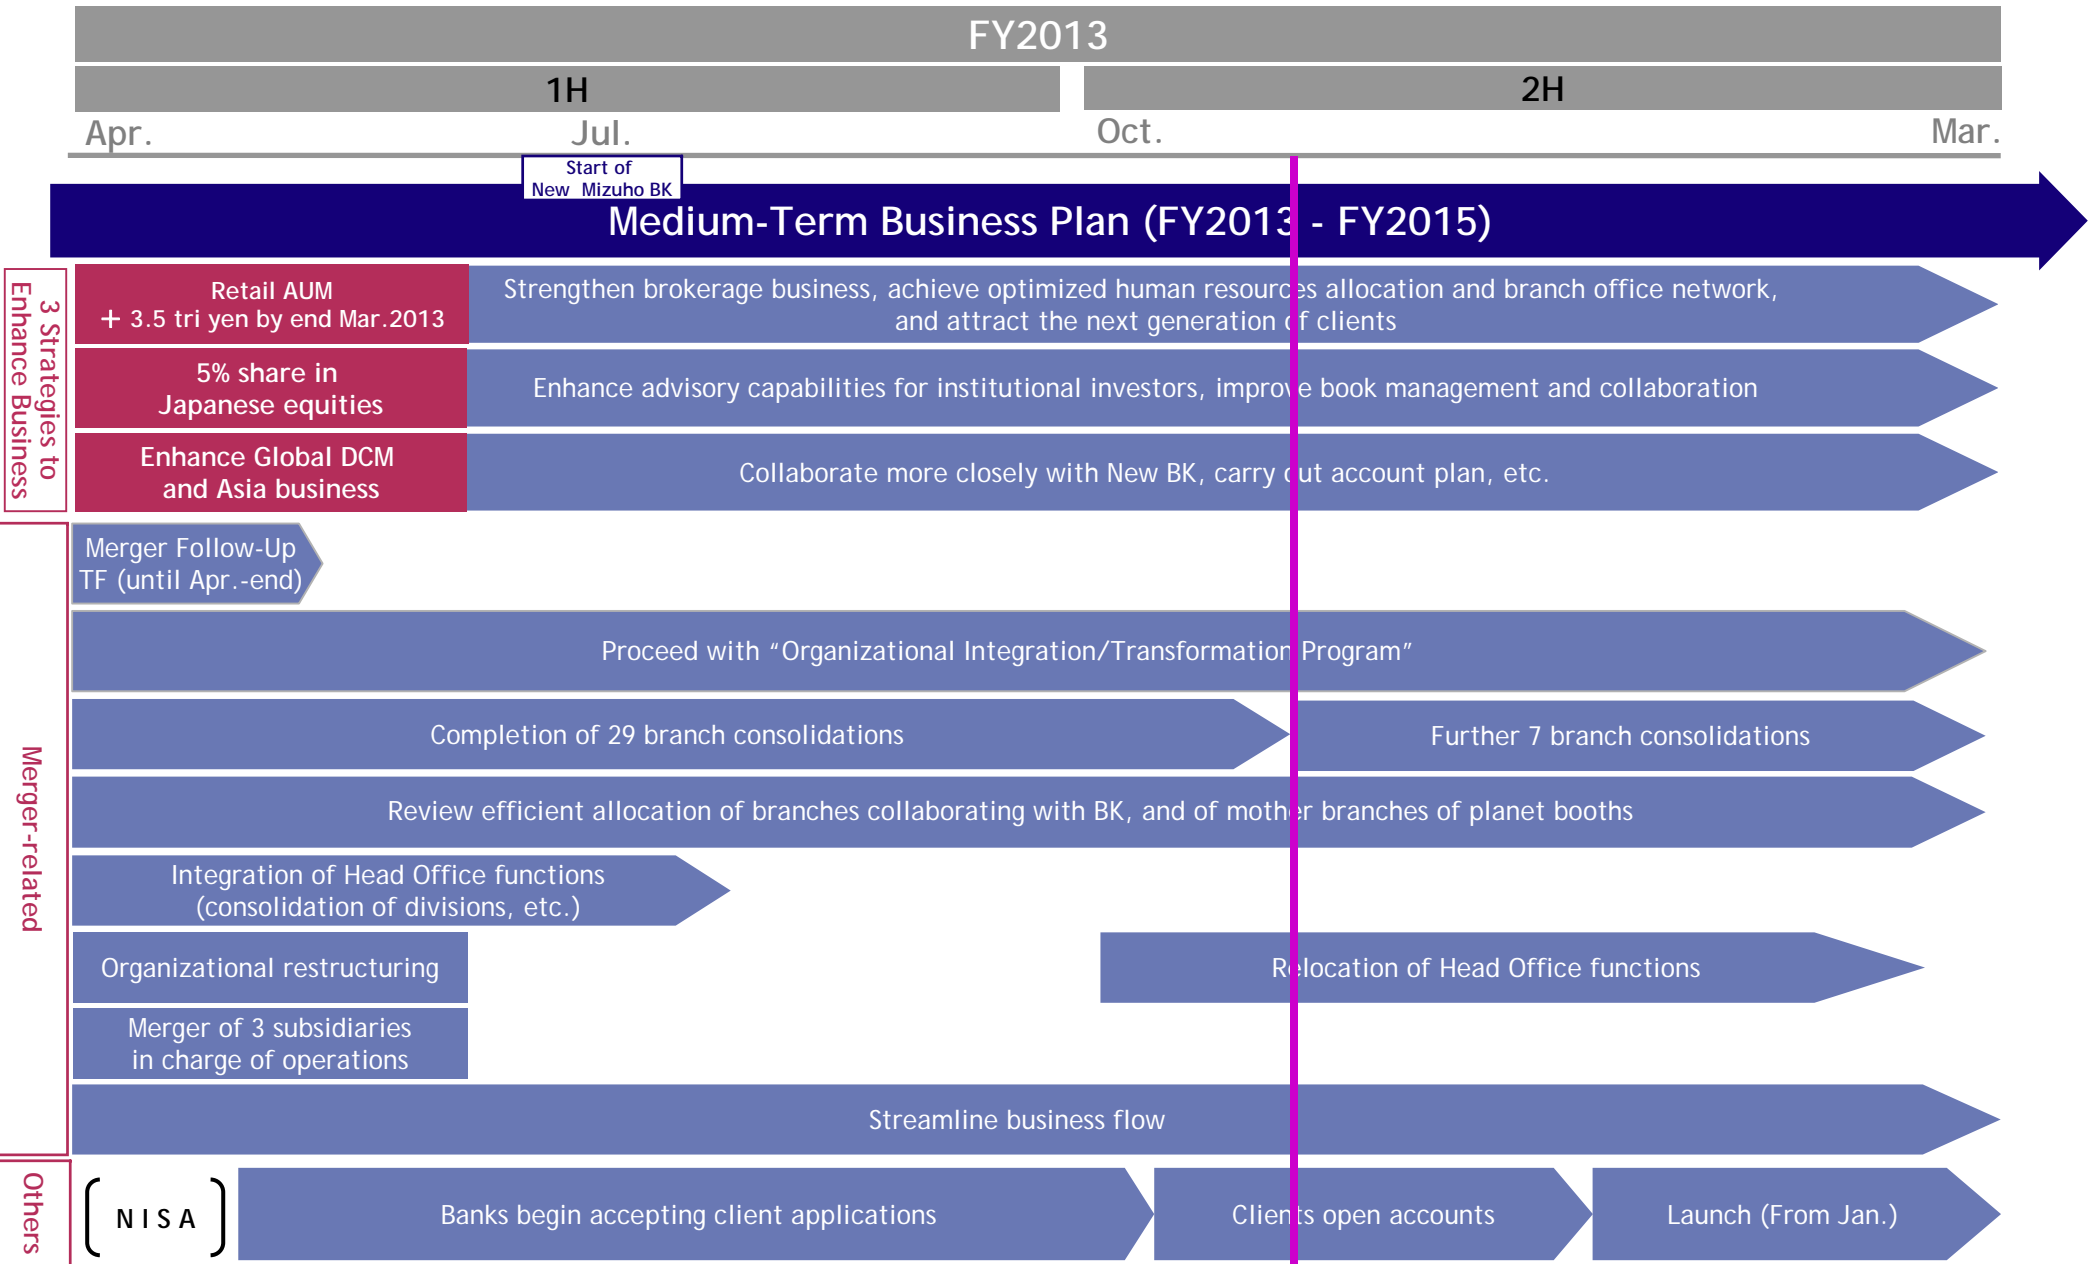 FY2013
1H
2H
Apr.
Jul.
Oct.
Mar.
Start of
New Mizuho BK
Medium-Term Business Plan (FY2013 - FY2015)
3 Strategies to
Enhance Business
Retail AUM
+ 3.5 tri yen by end Mar.2013
Strengthen brokerage business, achieve optimized human resources allocation and branch office network,
and attract the next generation of clients
5% share in
Japanese equities
Enhance advisory capabilities for institutional investors, improve book management and collaboration
Enhance Global DCM
and Asia business
Collaborate more closely with New BK, carry out account plan, etc.
Merger-related
Merger Follow-Up
TF (until Apr.-end)
Proceed with “Organizational Integration/Transformation Program”
Completion of 29 branch consolidations
Further 7 branch consolidations
Review efficient allocation of branches collaborating with BK, and of mother branches of planet booths
Integration of Head Office functions
(consolidation of divisions, etc.)
Organizational restructuring
Relocation of Head Office functions
Merger of 3 subsidiaries
in charge of operations
Streamline business flow
Others
NISA
Banks begin accepting client applications
Clients open accounts
Launch (From Jan.)